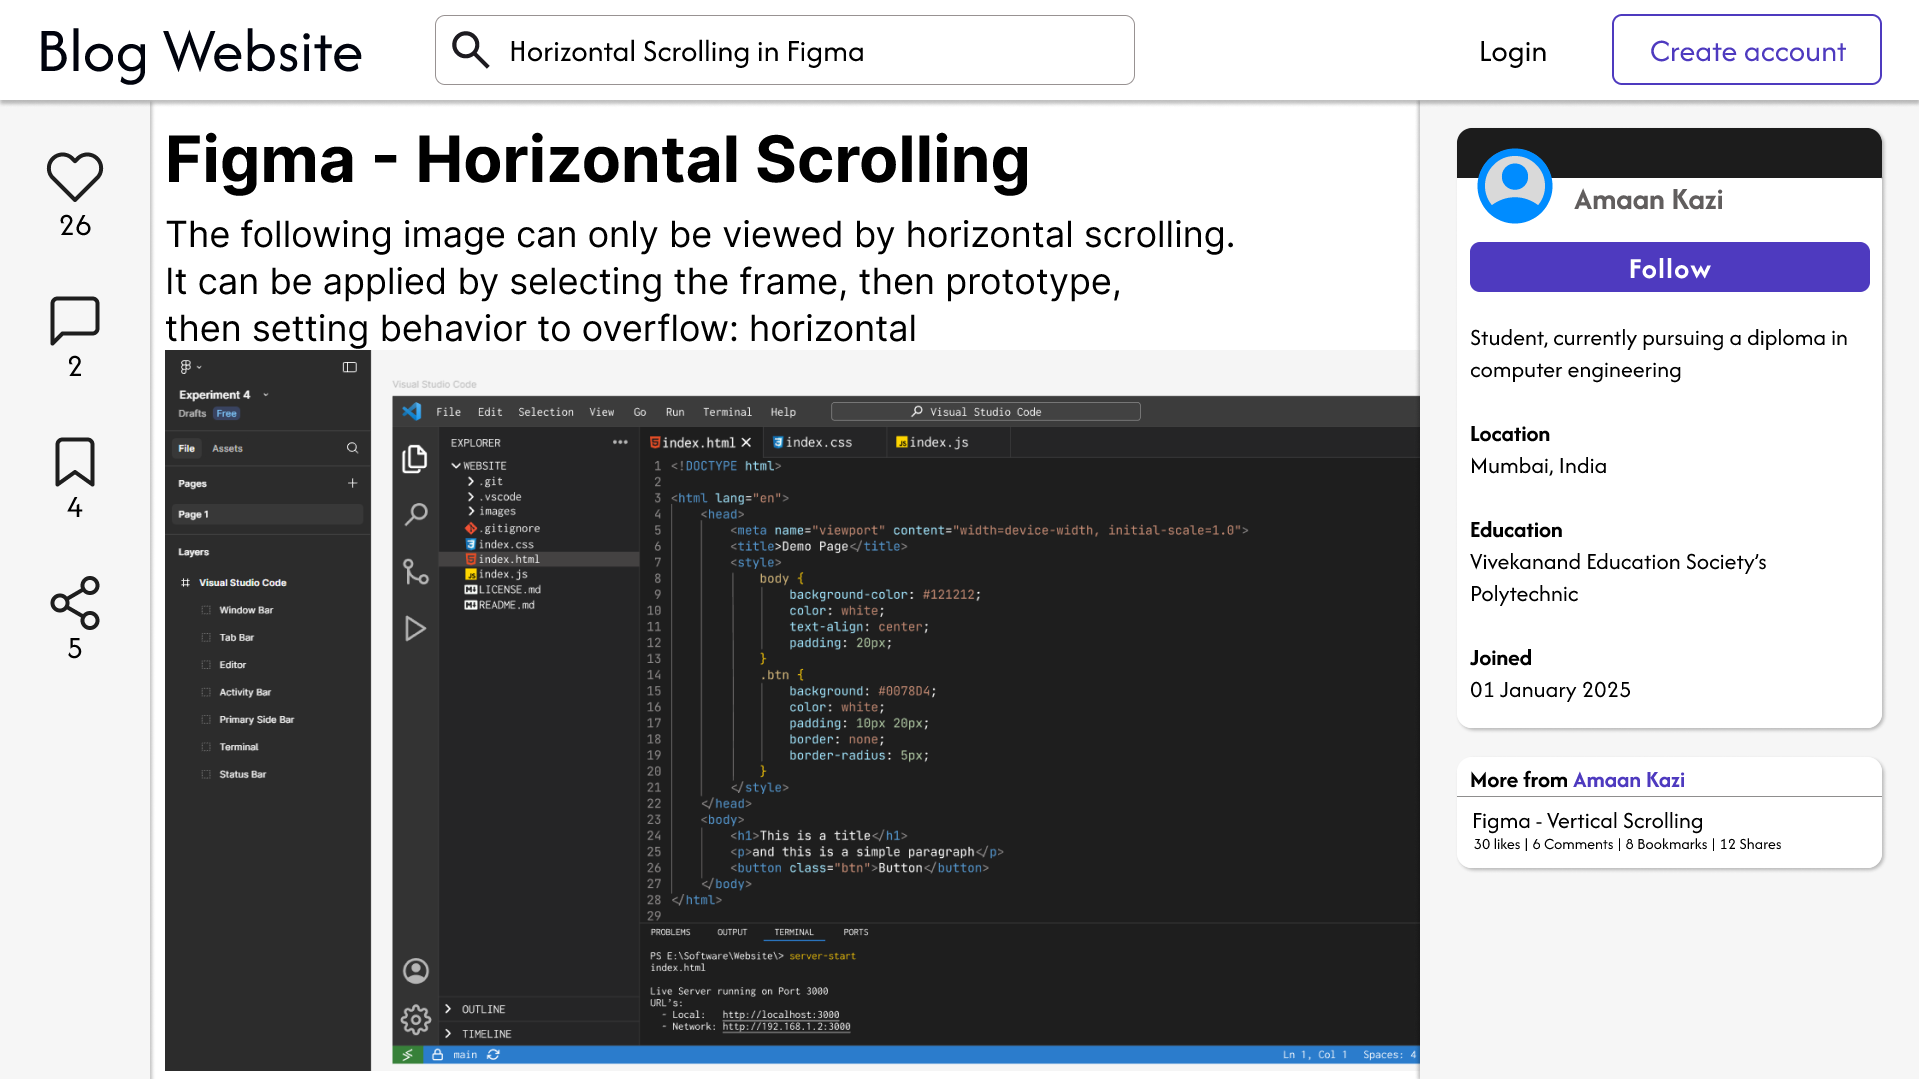 Blog Website
Horizontal Scrolling in Figma
Login
Create account
26
2
4
5
Figma - Horizontal Scrolling
The following image can only be viewed by horizontal scrolling.
It can be applied by selecting the frame, then prototype,
then setting behavior to overflow: horizontal
Experiment 4
Drafts Free
File Assets
Pages
Page 1
Layers
Visual Studio Code
Window Bar
Tab Bar
Editor
Activity Bar
Primary Side Bar
Terminal
Status Bar
Visual Studio Code
File Edit Selection View Go Run Terminal Help
Visual Studio Code
EXPLORER
WEBSITE
.git
.vscode
images
.gitignore
index.css
index.html
index.js
LICENSE.md
README.md
OUTLINE
TIMELINE
index.html index.css JS index.js
1 <!DOCTYPE html>
2
3 <html lang="en">
4 <head>
5 <meta name="viewport" content="width=device-width, initial-scale=1.0">
6 <title>Demo Page</title>
7 <style>
8 body {
9 background-color: #121212;
10 color: white;
11 text-align: center;
12 padding: 20px;
13 }
14 .btn {
15 background: #0078D4;
16 color: white;
17 padding: 10px 20px;
18 border: none;
19 border-radius: 5px;
20 }
21 </style>
22 </head>
23 <body>
24 <h1>This is a title</h1>
25 <p>and this is a simple paragraph</p>
26 <button class="btn">Button</button>
27 </body>
28 </html>
29
PROBLEMS OUTPUT TERMINAL PORTS
PS E:\Software\Website\> server-start
index.html
Live Server running on Port 3000
URL's:
- Local: http://localhost:3000
- Network: http://192.168.1.2:3000
main
Ln 1, Col 1 Spaces: 4
Amaan Kazi
Follow
Student, currently pursuing a diploma in
computer engineering
Location
Mumbai, India
Education
Vivekanand Education Society’s
Polytechnic
Joined
01 January 2025
More from Amaan Kazi
Figma - Vertical Scrolling
30 likes | 6 Comments | 8 Bookmarks | 12 Shares